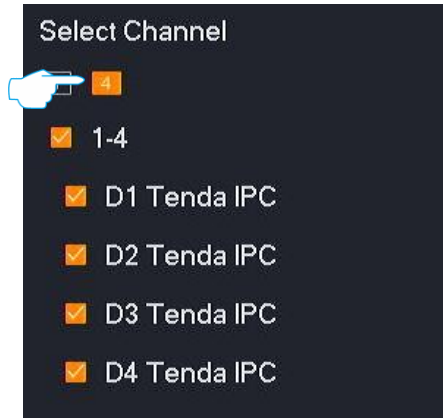 Select Channel
4
1-4
D1 Tenda IPC
D2 Tenda IPC
D3 Tenda IPC
D4 Tenda IPC